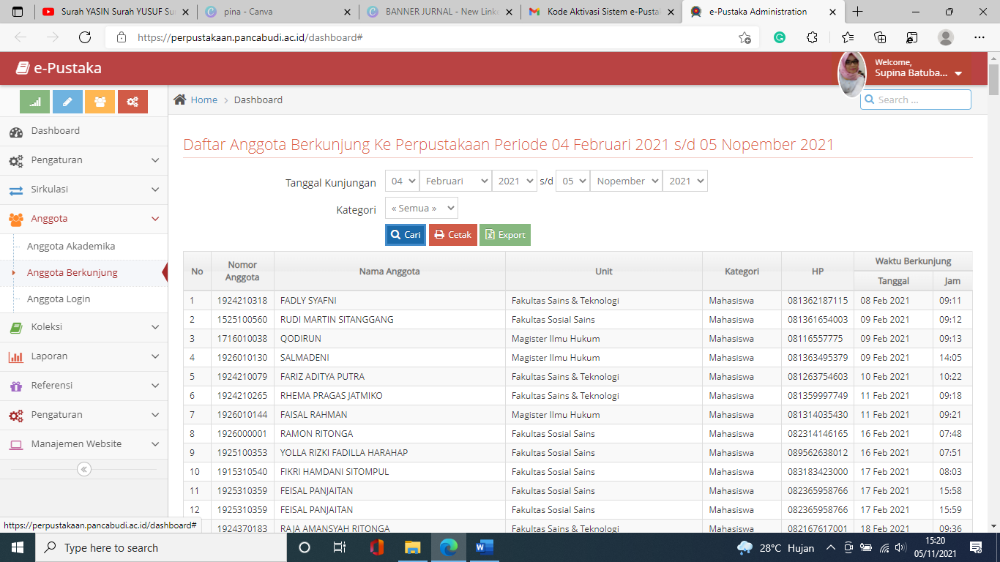 Surah YASIN Surah YUSUF Su
pina - Canva
BANNER JURNAL - New Linke
Kode Aktivasi Sistem e-Pustak
e-Pustaka Administration
https://perpustakaan.pancabudi.ac.id/dashboard#
e-Pustaka
Welcome,
Supina Batuba...
Home > Dashboard
Search ...
Dashboard
Pengaturan
Sirkulasi
Anggota
Anggota Akademika
Anggota Berkunjung
Anggota Login
Koleksi
Laporan
Referensi
Pengaturan
Manajemen Website
Daftar Anggota Berkunjung Ke Perpustakaan Periode 04 Februari 2021 s/d 05 Nopember 2021
Tanggal Kunjungan 04 Februari 2021 s/d 05 Nopember 2021
Kategori « Semua »
Cari Cetak Export
No Nomor Anggota Nama Anggota Unit Kategori HP Waktu Berkunjung
Tanggal Jam
1 1924210318 FADLY SYAFNI Fakultas Sains & Teknologi Mahasiswa 081362187115 08 Feb 2021 09:11
2 1525100560 RUDI MARTIN SITANGGANG Fakultas Sosial Sains Mahasiswa 081361654003 09 Feb 2021 09:12
3 1716010038 QODIRUN Magister Ilmu Hukum Mahasiswa 08116557775 09 Feb 2021 09:13
4 1926010130 SALMADENI Magister Ilmu Hukum Mahasiswa 081363495379 09 Feb 2021 14:05
5 1924210079 FARIZ ADITYA PUTRA Fakultas Sains & Teknologi Mahasiswa 081263754603 10 Feb 2021 10:22
6 1924210265 RHEMA PRAGAS JATMIKO Fakultas Sains & Teknologi Mahasiswa 081359997749 11 Feb 2021 09:18
7 1926010144 FAISAL RAHMAN Magister Ilmu Hukum Mahasiswa 081314035430 11 Feb 2021 09:21
8 1926000001 RAMON RITONGA Fakultas Sosial Sains Mahasiswa 082314146165 16 Feb 2021 07:48
9 1925100353 YOLLA RIZKI FADILLA HARAHAP Fakultas Sosial Sains Mahasiswa 089562638012 16 Feb 2021 07:51
10 1915310540 FIKRI HAMDANI SITOMPUL Fakultas Sosial Sains Mahasiswa 083183423000 17 Feb 2021 08:03
11 1925310359 FEISAL PANJAITAN Fakultas Sosial Sains Mahasiswa 082365958766 17 Feb 2021 15:58
12 1925310359 FEISAL PANJAITAN Fakultas Sosial Sains Mahasiswa 082365958766 17 Feb 2021 15:59
1924370183 RAJA AMANSYAH RITONGA Fakultas Sains & Teknologi Mahasiswa 082167617001 18 Feb 2021 09:36
https://perpustakaan.pancabudi.ac.id/dashboard#
Type here to search
28°C Hujan
15:20
05/11/2021